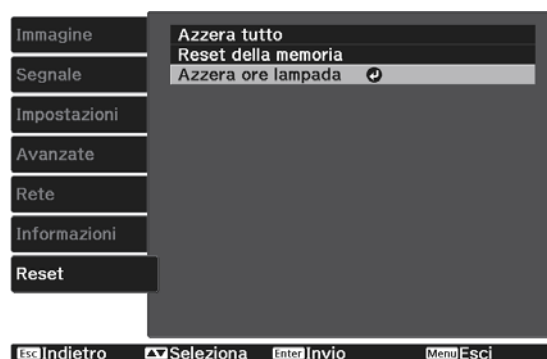 Immagine
Segnale
Impostazioni
Avanzate
Rete
Informazioni
Reset
Azzera tutto
Reset della memoria
Azzera ore lampada
Esc Indietro Seleziona Enter Invio Menu Esci